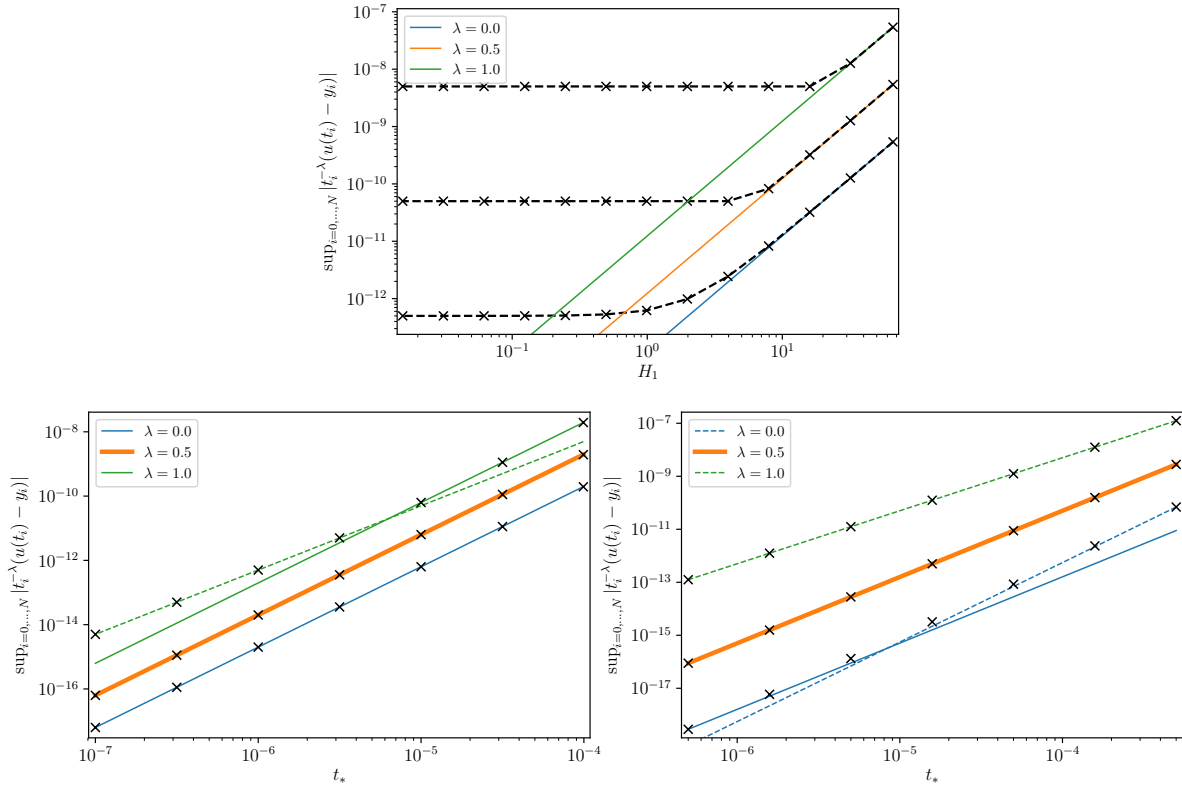 10^{-7}
10^{-8}
10^{-9}
10^{-10}
10^{-11}
10^{-12}
sup_{i=0,...,N} |t_i^{-λ}(u(t_i) − y_i)|
λ = 0.0
λ = 0.5
λ = 1.0
10^{-1} 10^{0} 10^{1}
H_1
10^{-8}
10^{-10}
10^{-12}
10^{-14}
10^{-16}
sup_{i=0,...,N} |t_i^{-λ}(u(t_i) − y_i)|
λ = 0.0
λ = 0.5
λ = 1.0
10^{-7} 10^{-6} 10^{-5} 10^{-4}
t_*
10^{-7}
10^{-9}
10^{-11}
10^{-13}
10^{-15}
10^{-17}
sup_{i=0,...,N} |t_i^{-λ}(u(t_i) − y_i)|
λ = 0.0
λ = 0.5
λ = 1.0
10^{-6} 10^{-5} 10^{-4}
t_*